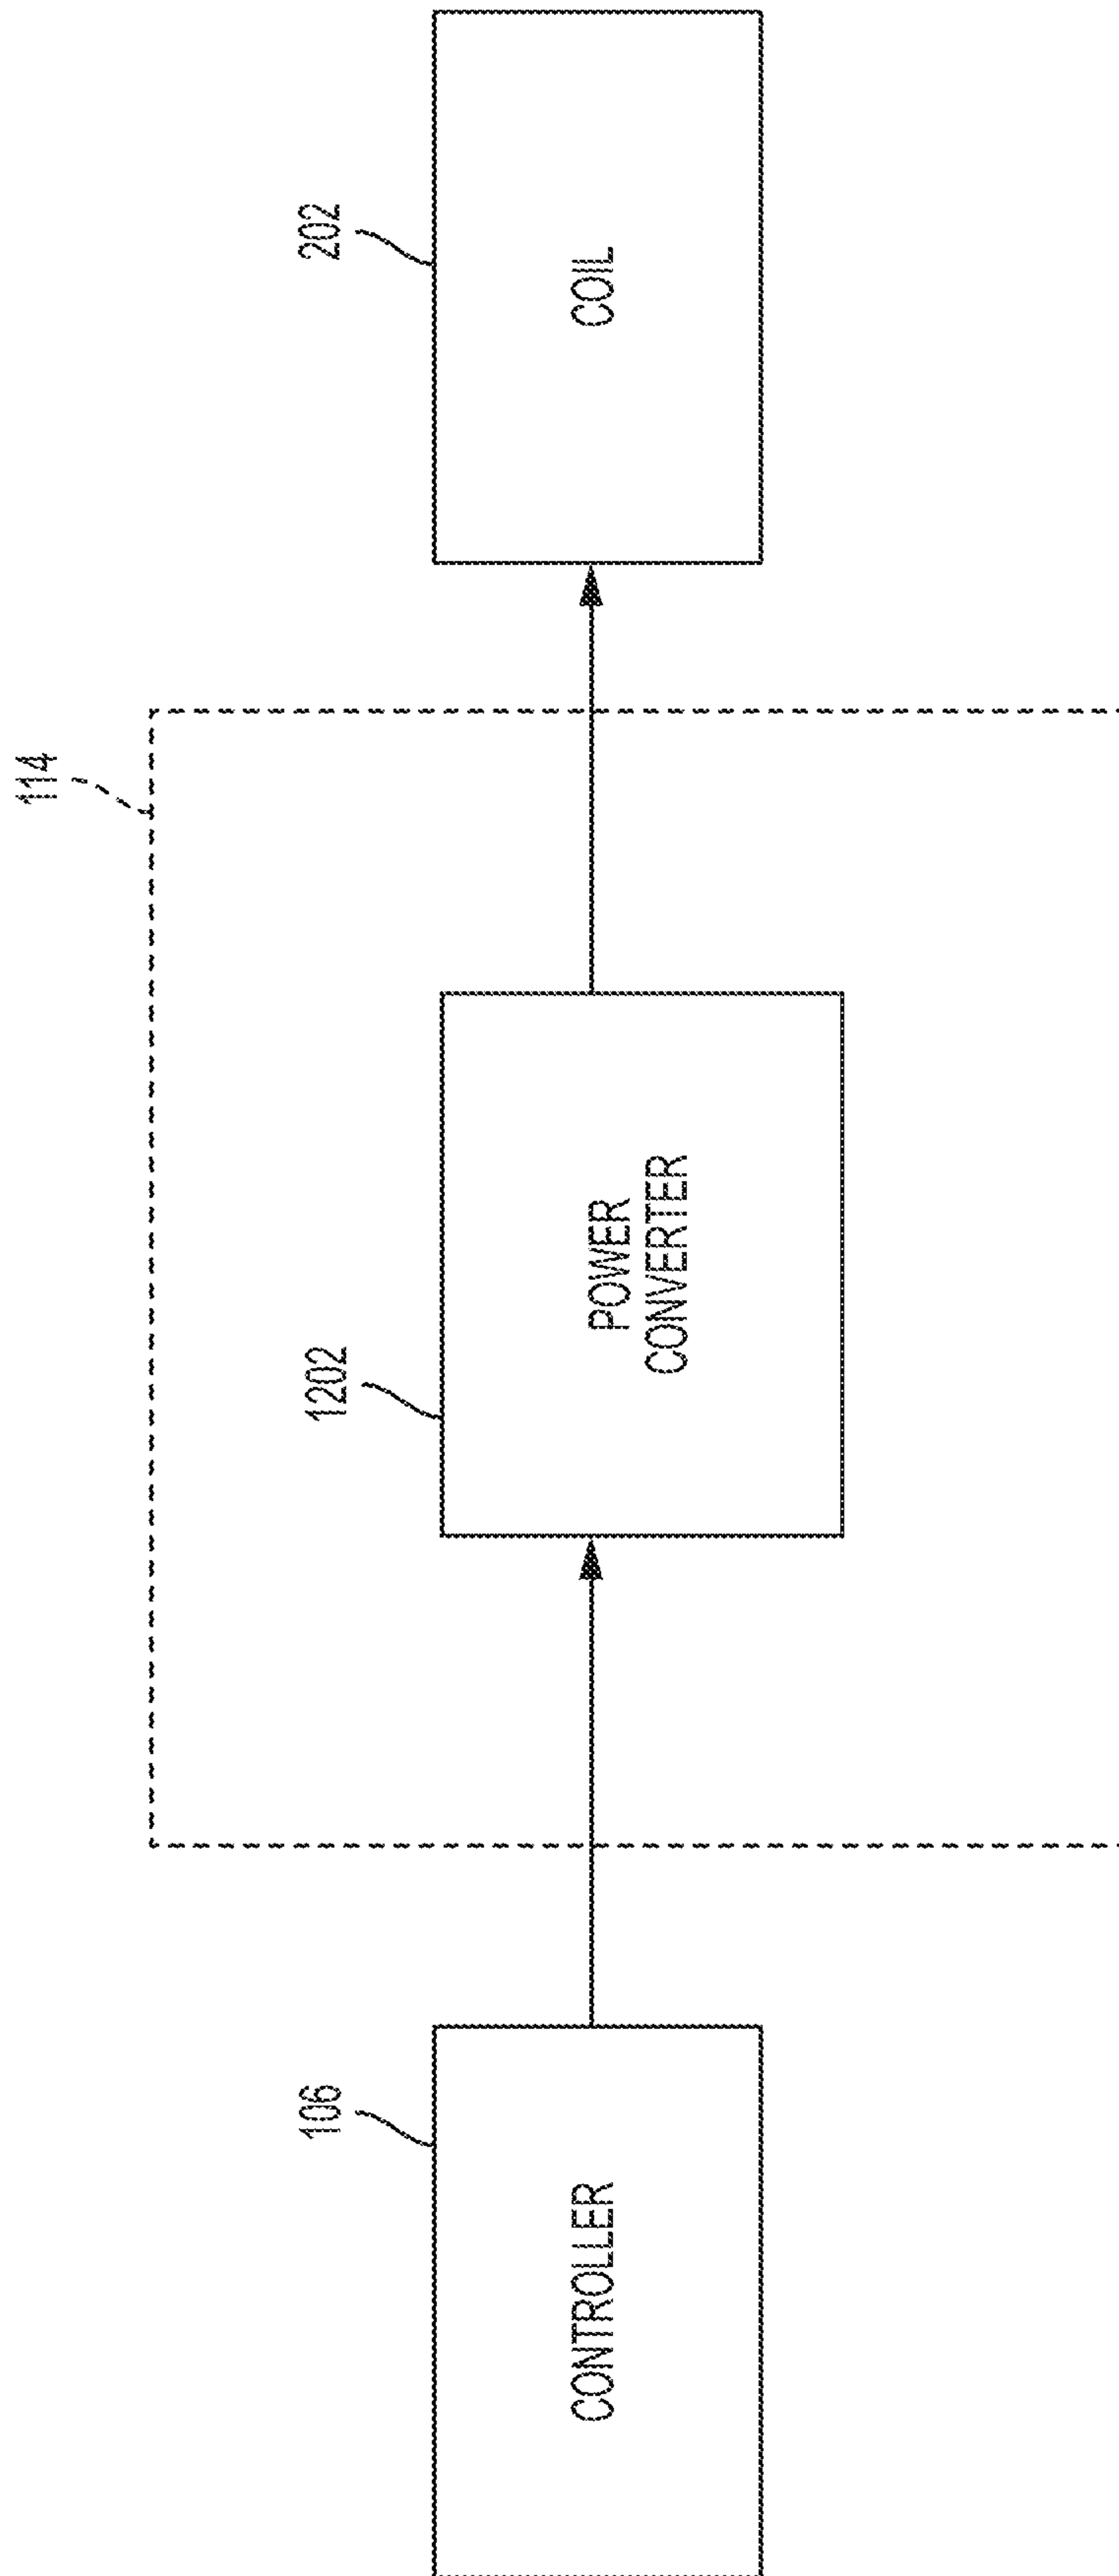 114
106
1202
202
CONTROLLER
POWER
CONVERTER
COIL